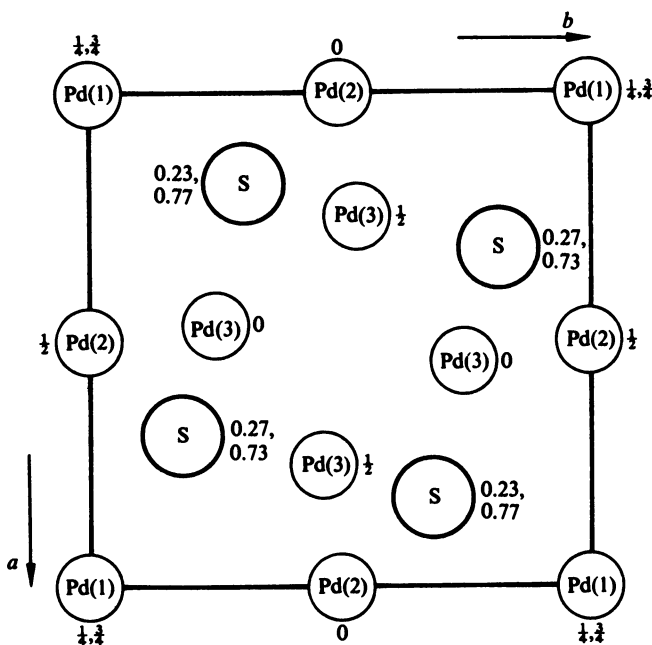 ¼,¾
0
b
Pd(1)
Pd(2)
Pd(1)
¼,¾
0.23,
0.77
S
Pd(3)
½
S
0.27,
0.73
½
Pd(2)
Pd(3)
0
Pd(3)
0
Pd(2)
½
S
0.27,
0.73
Pd(3)
½
S
0.23,
0.77
a
Pd(1)
Pd(2)
Pd(1)
¼,¾
0
¼,¾